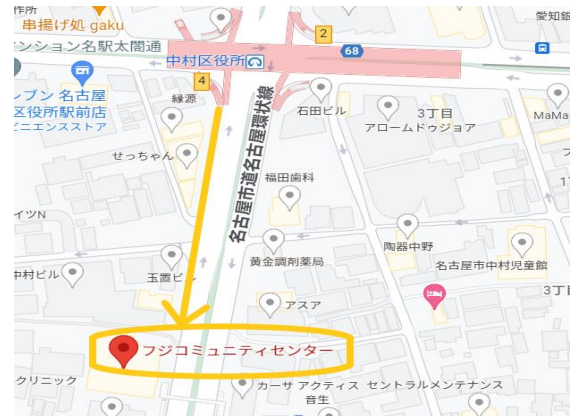 作所
串揚げ処 gaku
ンション名駅太閤通
2
愛知銀
68
中村区役所
4
ブン 名古屋
区役所駅前店
ビニエンスストア
縁源
石田ビル
3丁目
アロームドゥジョア
MaMa
せっちゃん
名古屋市道名古屋環状線
福田歯科
イツN
陶器中野
中村ビル
玉置ビ
黄金調剤薬局
名古屋市中村児童館
アスア
3丁目
フジコミュニティセンター
クリニック
カーサ アクティス
音生
セントラルメンテナンス